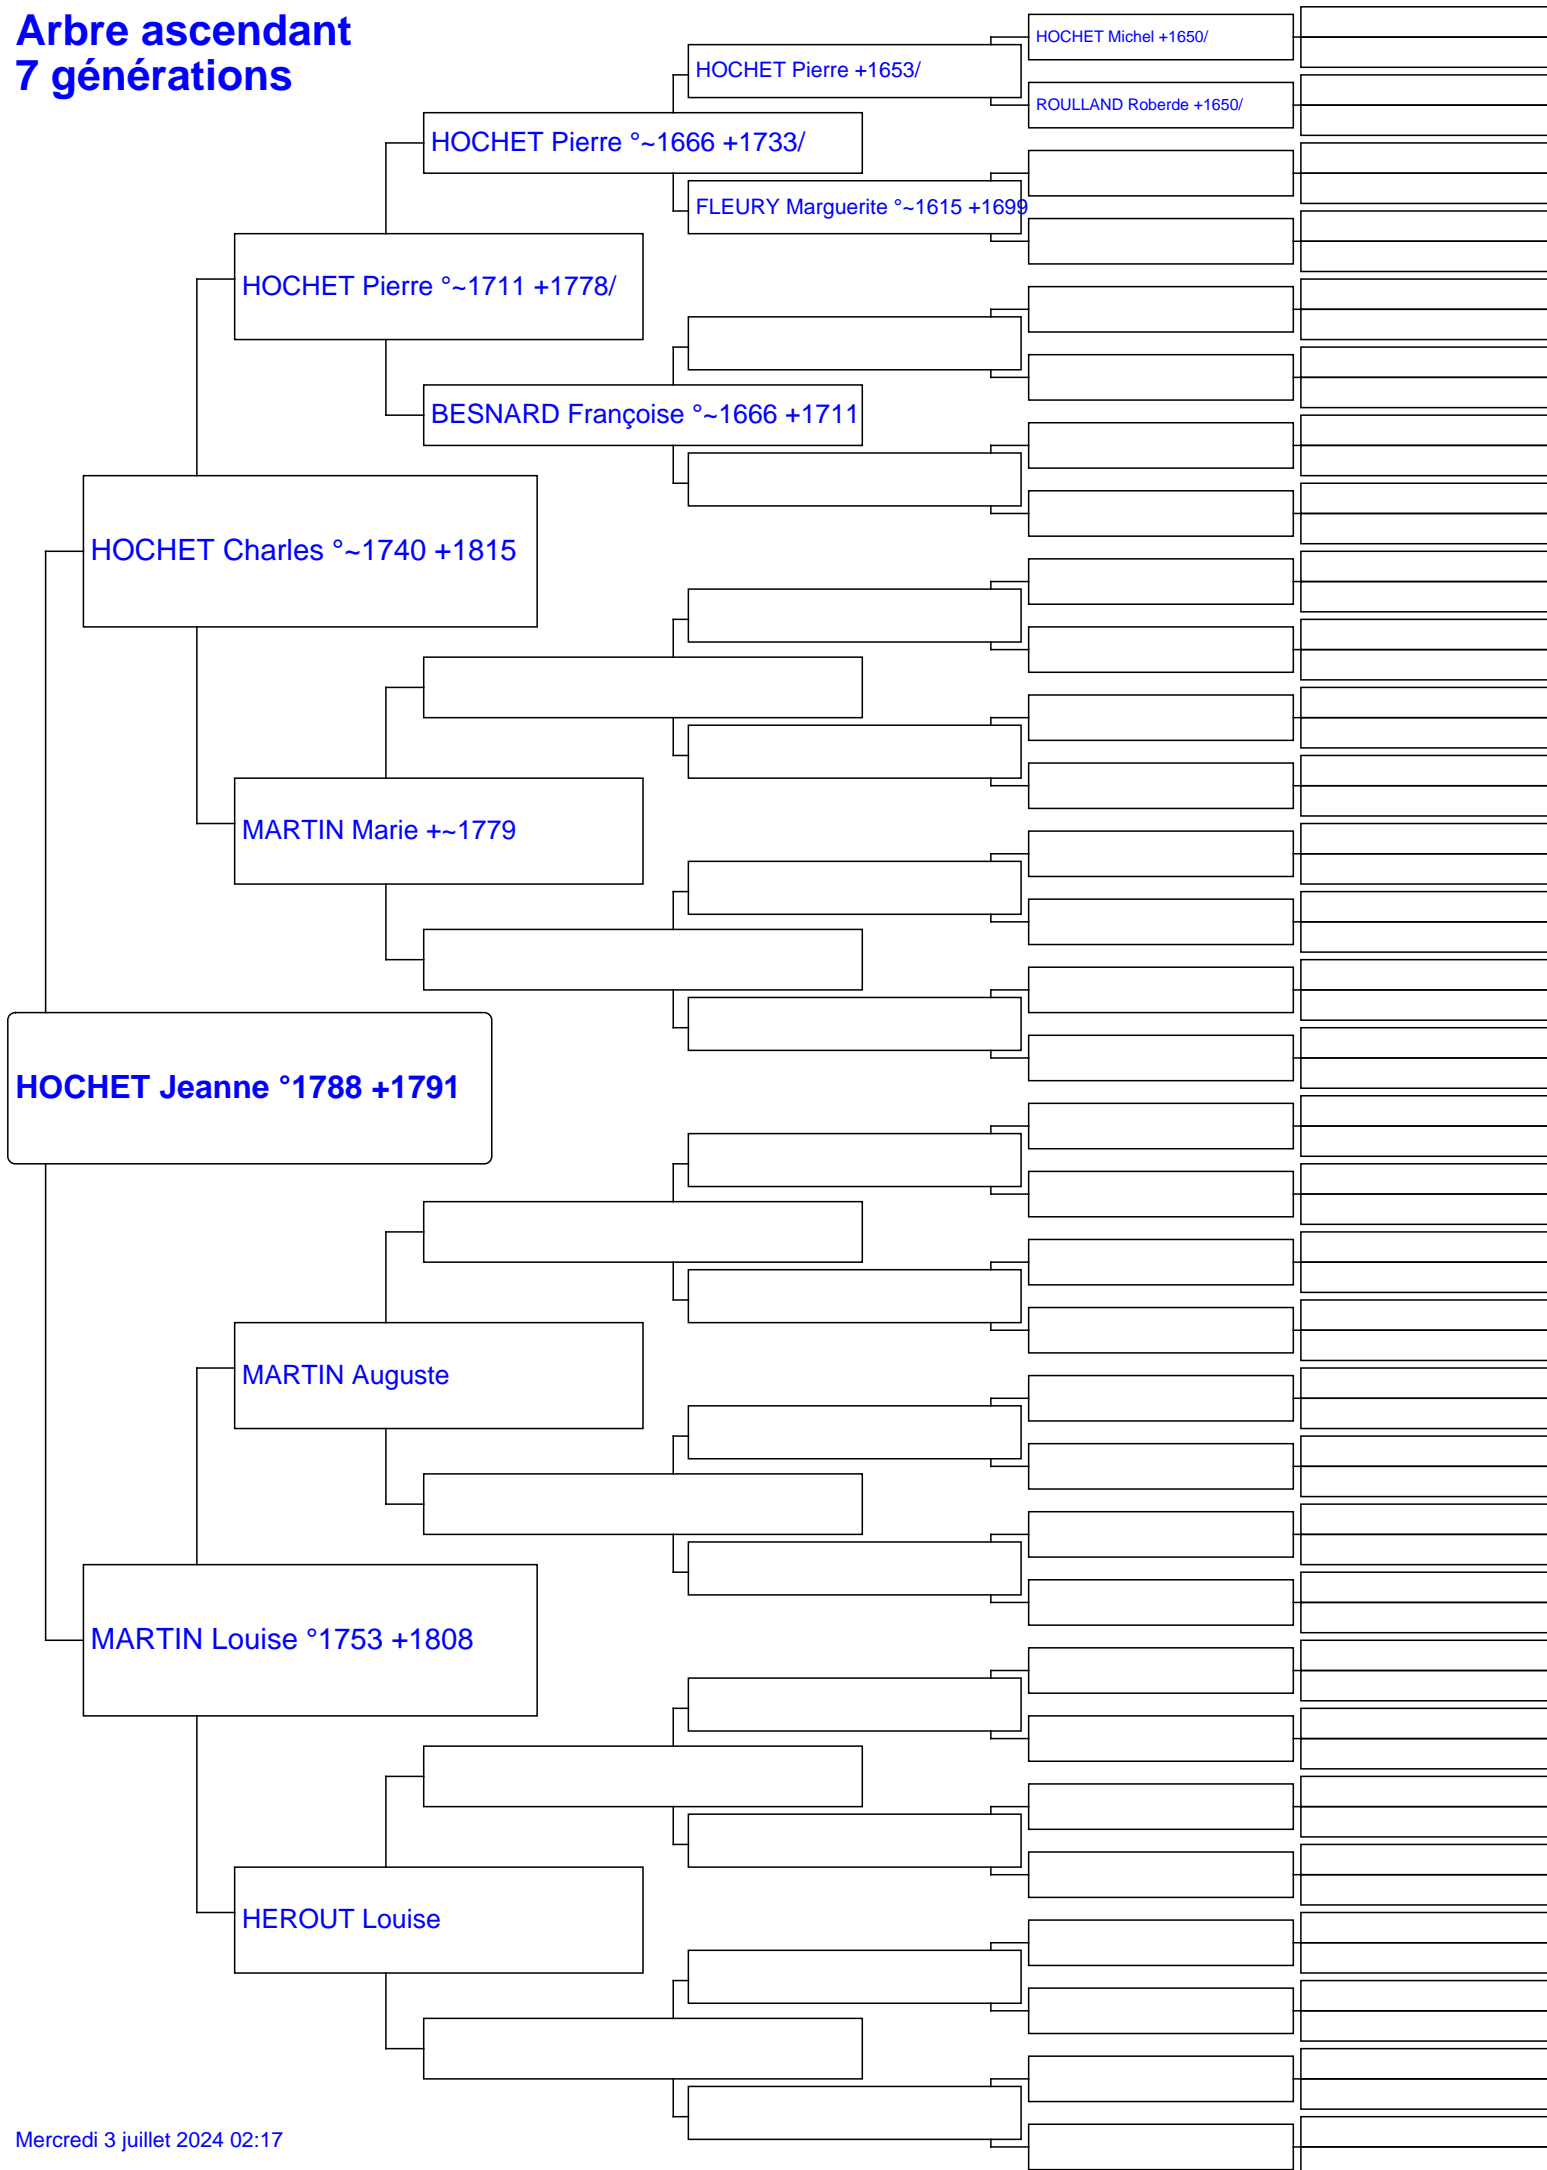 Arbre ascendant
7 générations
HOCHET Michel +1650/
HOCHET Pierre +1653/
ROULLAND Roberde +1650/
HOCHET Pierre °~1666 +1733/
FLEURY Marguerite °~1615 +1699
HOCHET Pierre °~1711 +1778/
BESNARD Françoise °~1666 +1711
HOCHET Charles °~1740 +1815
MARTIN Marie +~1779
HOCHET Jeanne °1788 +1791
MARTIN Auguste
MARTIN Louise °1753 +1808
HEROUT Louise
Mercredi 3 juillet 2024 02:17